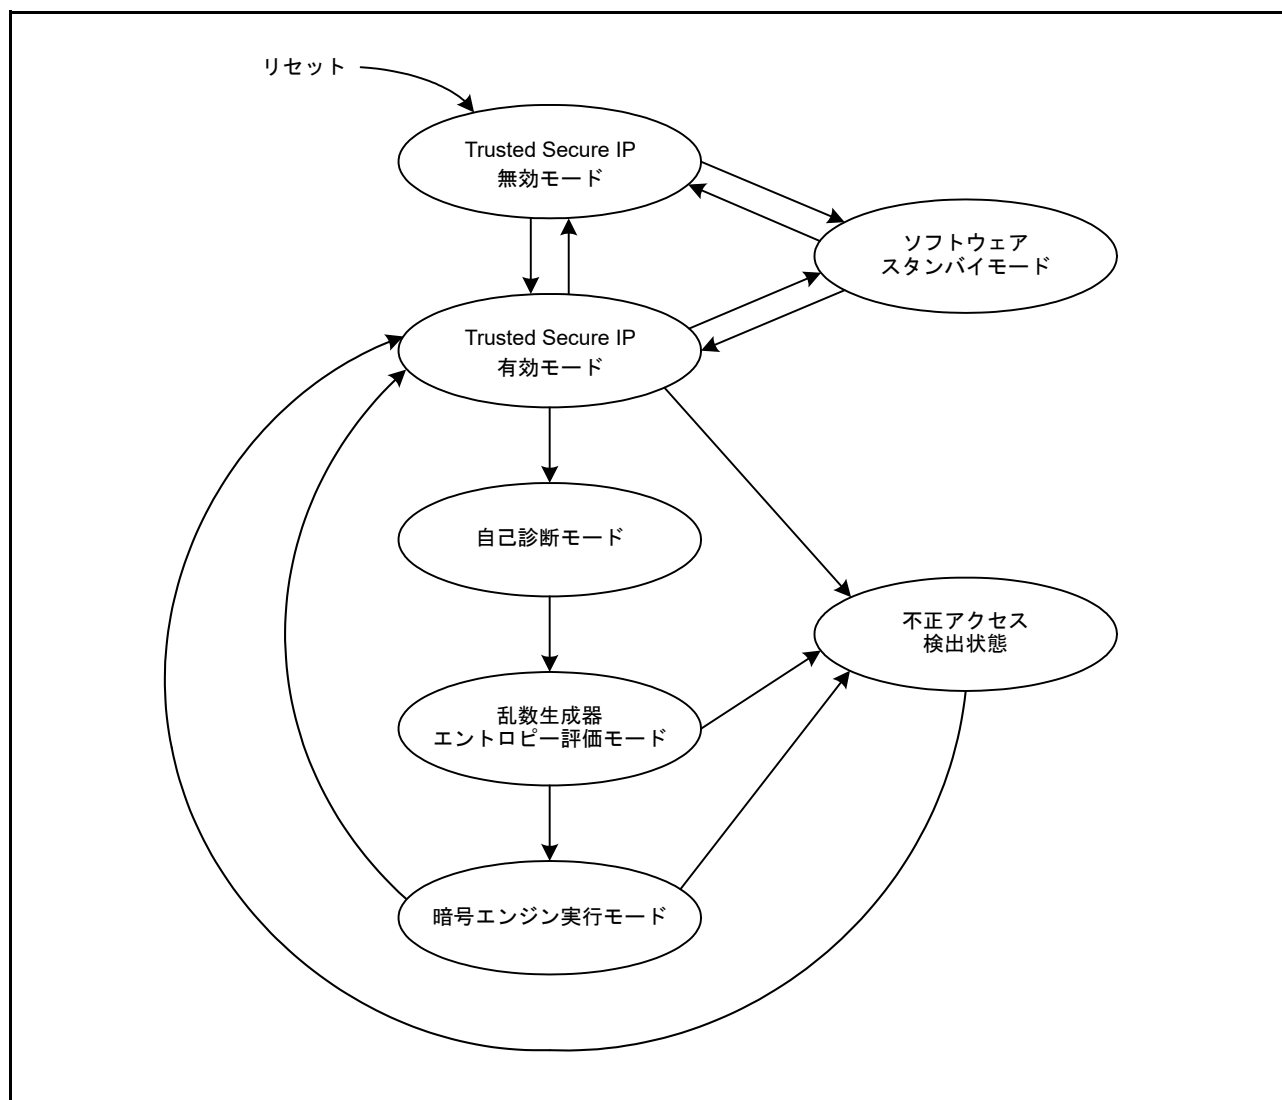 リセット
Trusted Secure IP
無効モード
ソフトウェア
スタンバイモード
Trusted Secure IP
有効モード
自己診断モード
不正アクセス
検出状態
乱数生成器
エントロピー評価モード
暗号エンジン実行モード